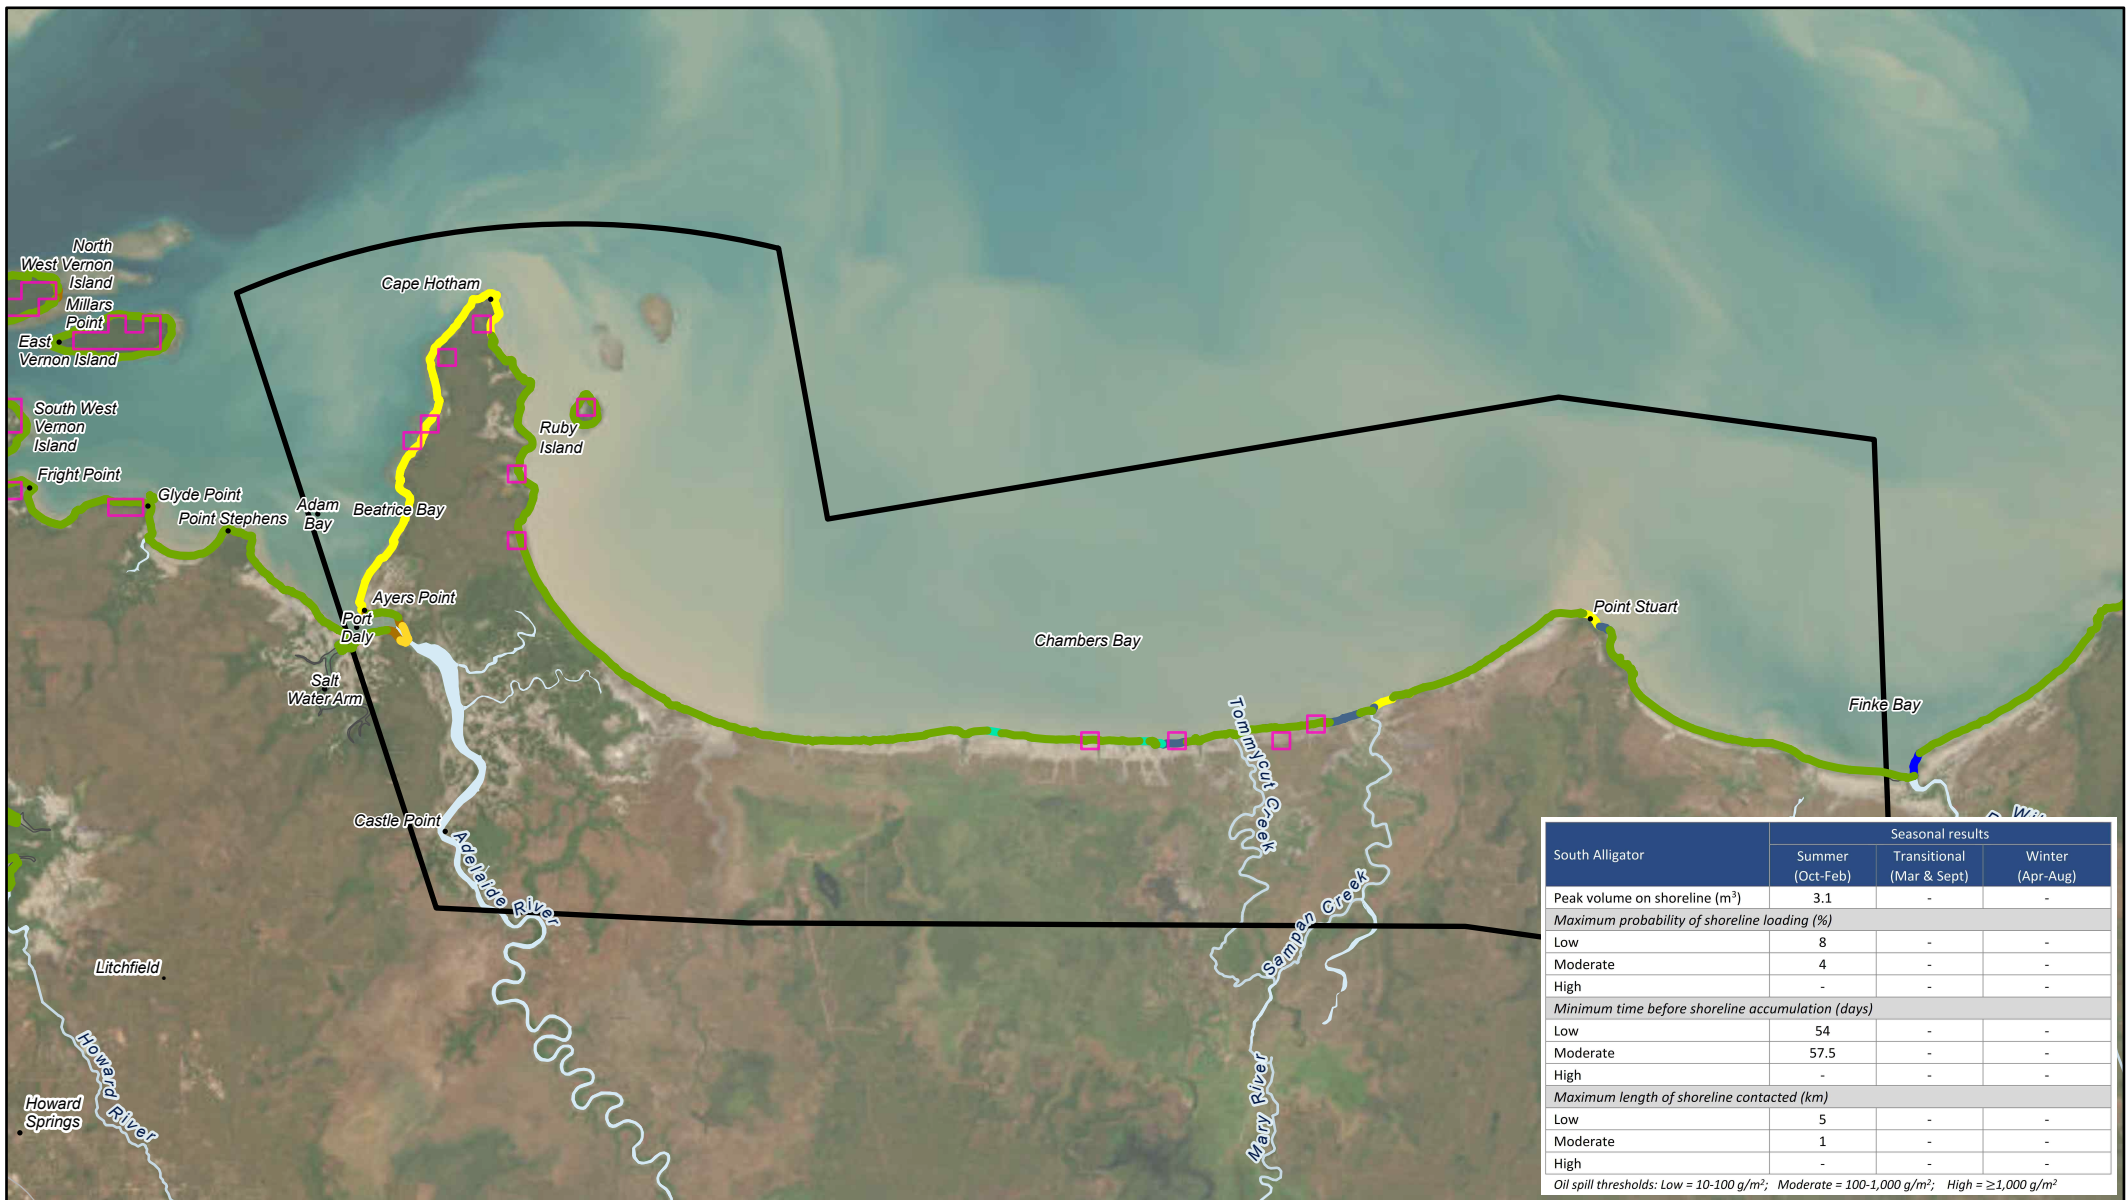 North
West Vernon
Island
Millars
Point
East
Vernon Island
South West
Vernon
Island
Fright Point
Glyde Point
Point Stephens
Adam
Bay
Beatrice Bay
Cape Hotham
Ruby
Island
Ayers Point
Port
Daly
Salt
Water Arm
Castle Point
Adelaide River
Chambers Bay
Point Stuart
Finke Bay
Tommycut Creek
Sampan Creek
Mary River
Litchfield
Howard River
Howard
Springs
South Alligator
Seasonal results
Summer
(Oct-Feb)
Transitional
(Mar & Sept)
Winter
(Apr-Aug)
Peak volume on shoreline (m³) 3.1 - -
Maximum probability of shoreline loading (%)
Low 8 - -
Moderate 4 - -
High - - -
Minimum time before shoreline accumulation (days)
Low 54 - -
Moderate 57.5 - -
High - - -
Maximum length of shoreline contacted (km)
Low 5 - -
Moderate 1 - -
High - - -
Oil spill thresholds: Low = 10-100 g/m²; Moderate = 100-1,000 g/m²; High = ≥1,000 g/m²